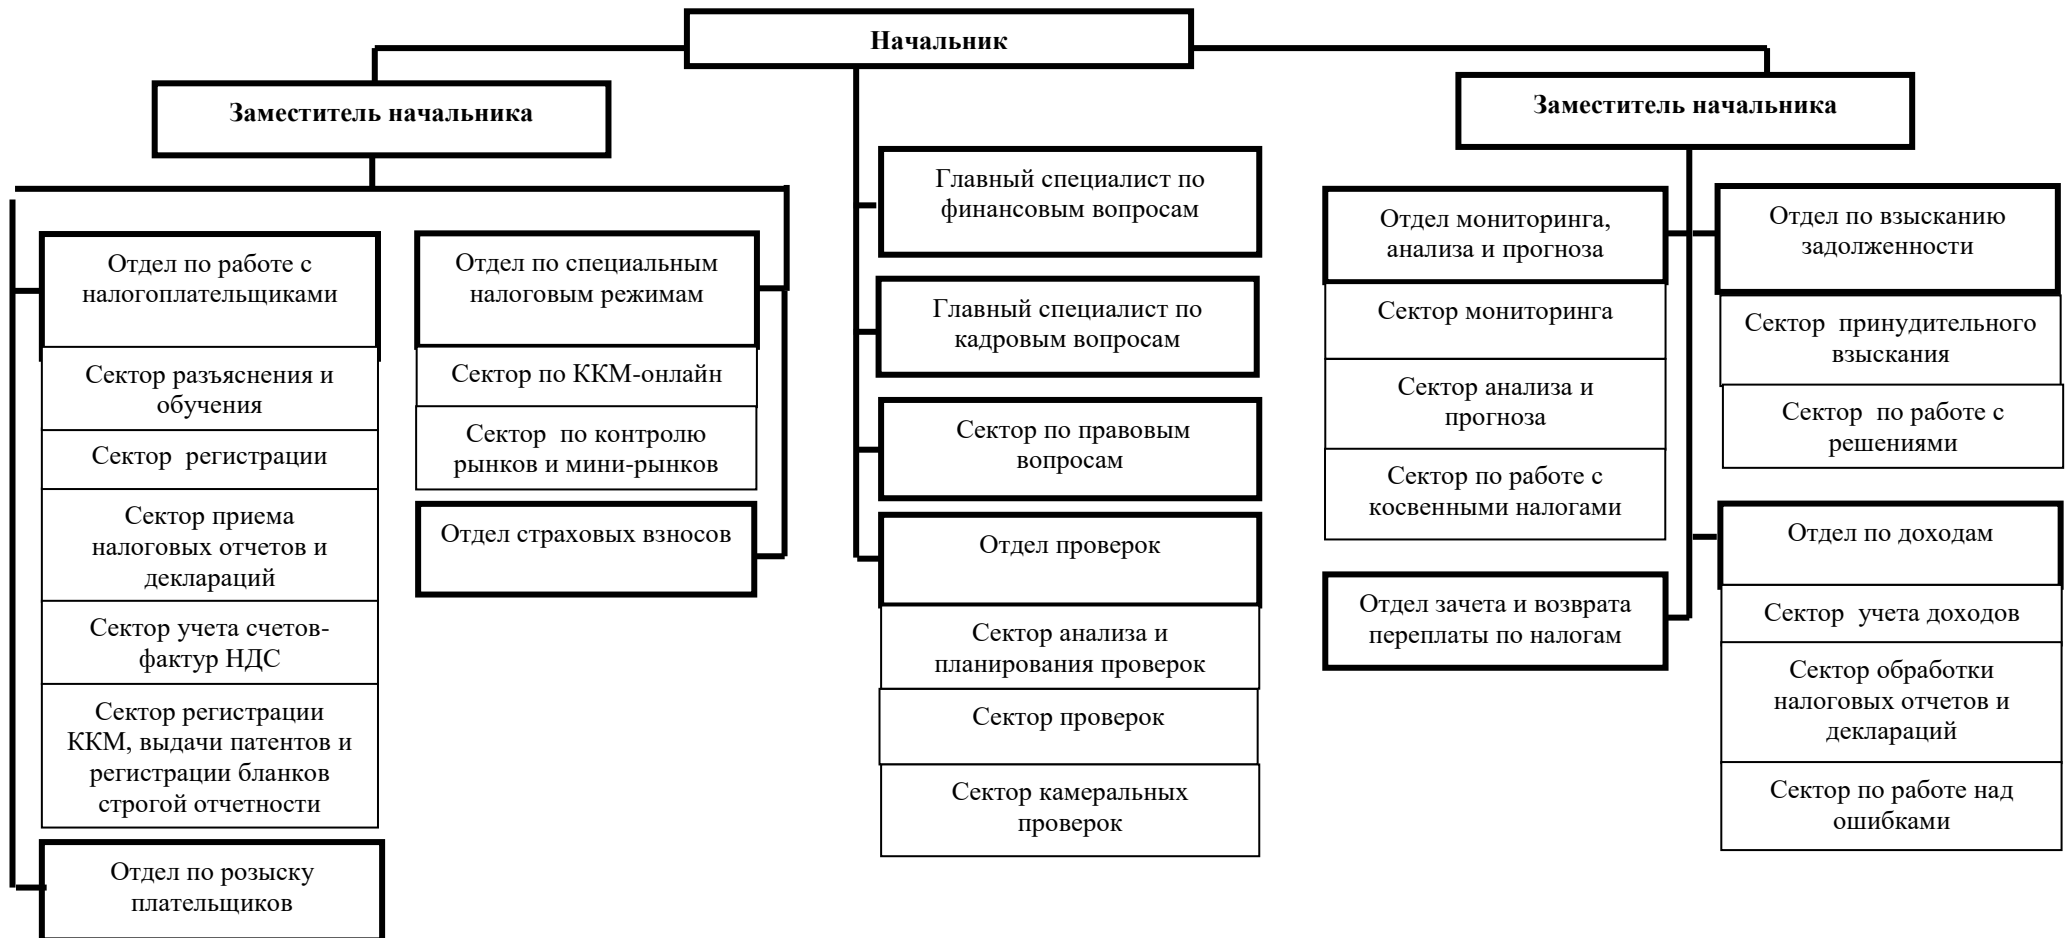 Начальник
Заместитель начальника
Отдел по работе с
налогоплательщиками
Сектор разъяснения и
обучения
Сектор  регистрации
Сектор приема
налоговых отчетов и
деклараций
Сектор учета счетов-
фактур НДС
Сектор регистрации
ККМ, выдачи патентов и
регистрации бланков
строгой отчетности
Отдел по розыску
плательщиков
Отдел по специальным
налоговым режимам
Сектор по ККМ-онлайн
Сектор  по контролю
рынков и мини-рынков
Отдел страховых взносов
Главный специалист по
финансовым вопросам
Главный специалист по
кадровым вопросам
Сектор по правовым
вопросам
Отдел проверок
Сектор анализа и
планирования проверок
Сектор проверок
Сектор камеральных
проверок
Заместитель начальника
Отдел мониторинга,
анализа и прогноза
Сектор мониторинга
Сектор анализа и
прогноза
Сектор по работе с
косвенными налогами
Отдел зачета и возврата
переплаты по налогам
Отдел по взысканию
задолженности
Сектор  принудительного
взыскания
Сектор  по работе с
решениями
Отдел по доходам
Сектор  учета доходов
Сектор обработки
налоговых отчетов и
деклараций
Сектор по работе над
ошибками